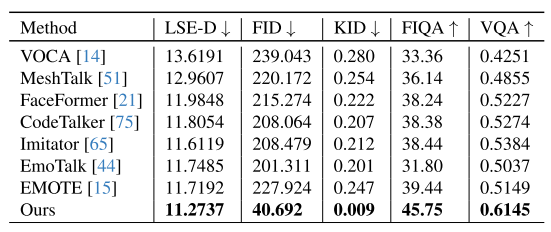 Method LSE-D ↓ FID ↓ KID ↓ FIQA ↑ VQA ↑
VOCA [14] 13.6191 239.043 0.280 33.36 0.4251
MeshTalk [51] 12.9607 220.172 0.254 36.14 0.4855
FaceFormer [21] 11.9848 215.274 0.222 38.24 0.5227
CodeTalker [75] 11.8054 208.064 0.207 38.38 0.5274
Imitator [65] 11.6119 208.479 0.212 38.44 0.5384
EmoTalk [44] 11.7485 201.311 0.201 31.80 0.5037
EMOTE [15] 11.7192 227.924 0.247 39.44 0.5149
Ours 11.2737 40.692 0.009 45.75 0.6145